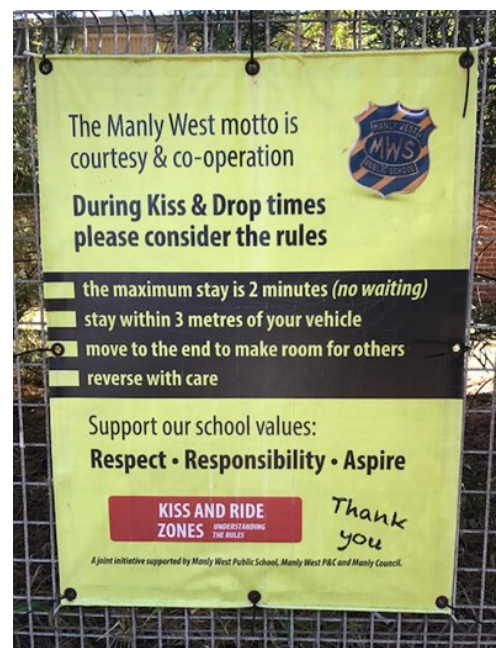 The Manly West motto is
courtesy & co-operation
MANLY WEST
MWS
PUBLIC SCHOOL
During Kiss & Drop times
please consider the rules
the maximum stay is 2 minutes (no waiting)
stay within 3 metres of your vehicle
move to the end to make room for others
reverse with care
Support our school values:
Respect • Responsibility • Aspire
KISS AND RIDE
ZONES UNDERSTANDING
THE RULES
Thank
you
A joint initiative supported by Manly West Public School, Manly West P&C and Manly Council.